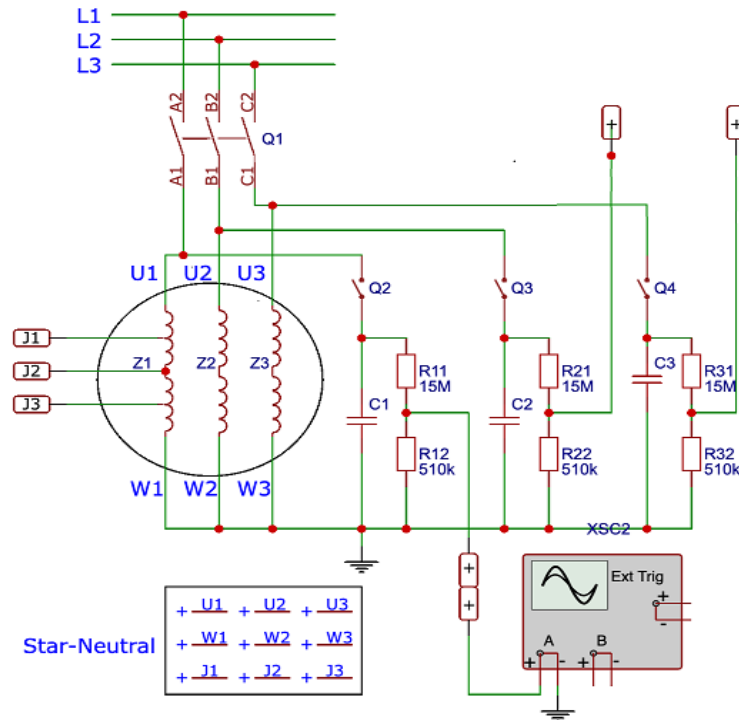 L1
L2
L3
A2 B2 C2
Q1
A1 B1 C1
U1 U2 U3
Q2 Q3 Q4
J1
J2
J3
Z1 Z2 Z3
R11 R21 C3 R31
15M 15M 15M
C1 C2
R12 R22 R32
510k 510k 510k
W1 W2 W3
XSC2
Ext Trig
A B
Star-Neutral
+ U1 + U2 + U3
+ W1 + W2 + W3
+ J1 + J2 + J3